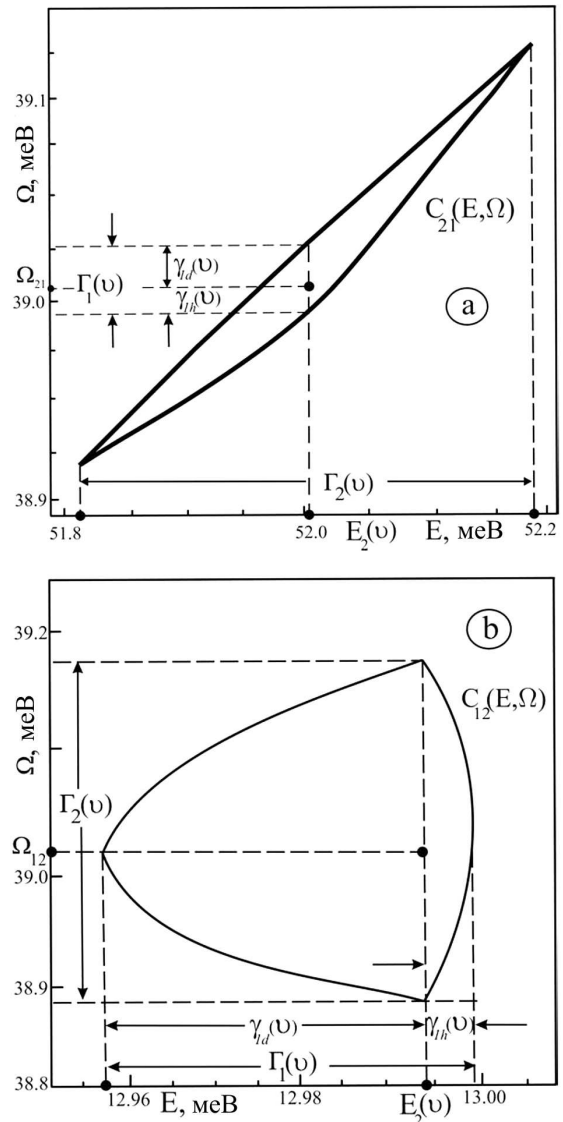 39.1
Ω, меВ
C₂₁(E,Ω)
γ₁d(υ)
Ω₂₁
Γ₁(υ)
γ₁h(υ)
39.0
a
Γ₂(υ)
38.9
51.8
52.0
E₂(υ)
E, меВ
52.2
b
39.2
C₁₂(E,Ω)
Ω, меВ
Γ₂(υ)
Ω₁₂
39.0
38.9
γ₁d(υ)
γ₁h(υ)
Γ₁(υ)
38.8
12.96
E, меВ
12.98
E₂(υ)
13.00